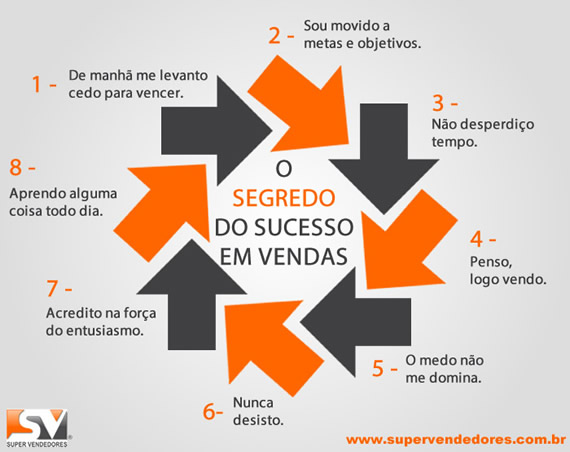 O
SEGREDO
DO SUCESSO
EM VENDAS
1 -
De manhã me levanto
cedo para vencer.
2 -
Sou movido a
metas e objetivos.
3 -
Não desperdiço
tempo.
4 -
Penso,
logo vendo.
5 -
O medo não
me domina.
6-
Nunca
desisto.
7 -
Acredito na força
do entusiasmo.
8 -
Aprendo alguma
coisa todo dia.
SV
SUPER VENDEDORES®
www.supervendedores.com.br